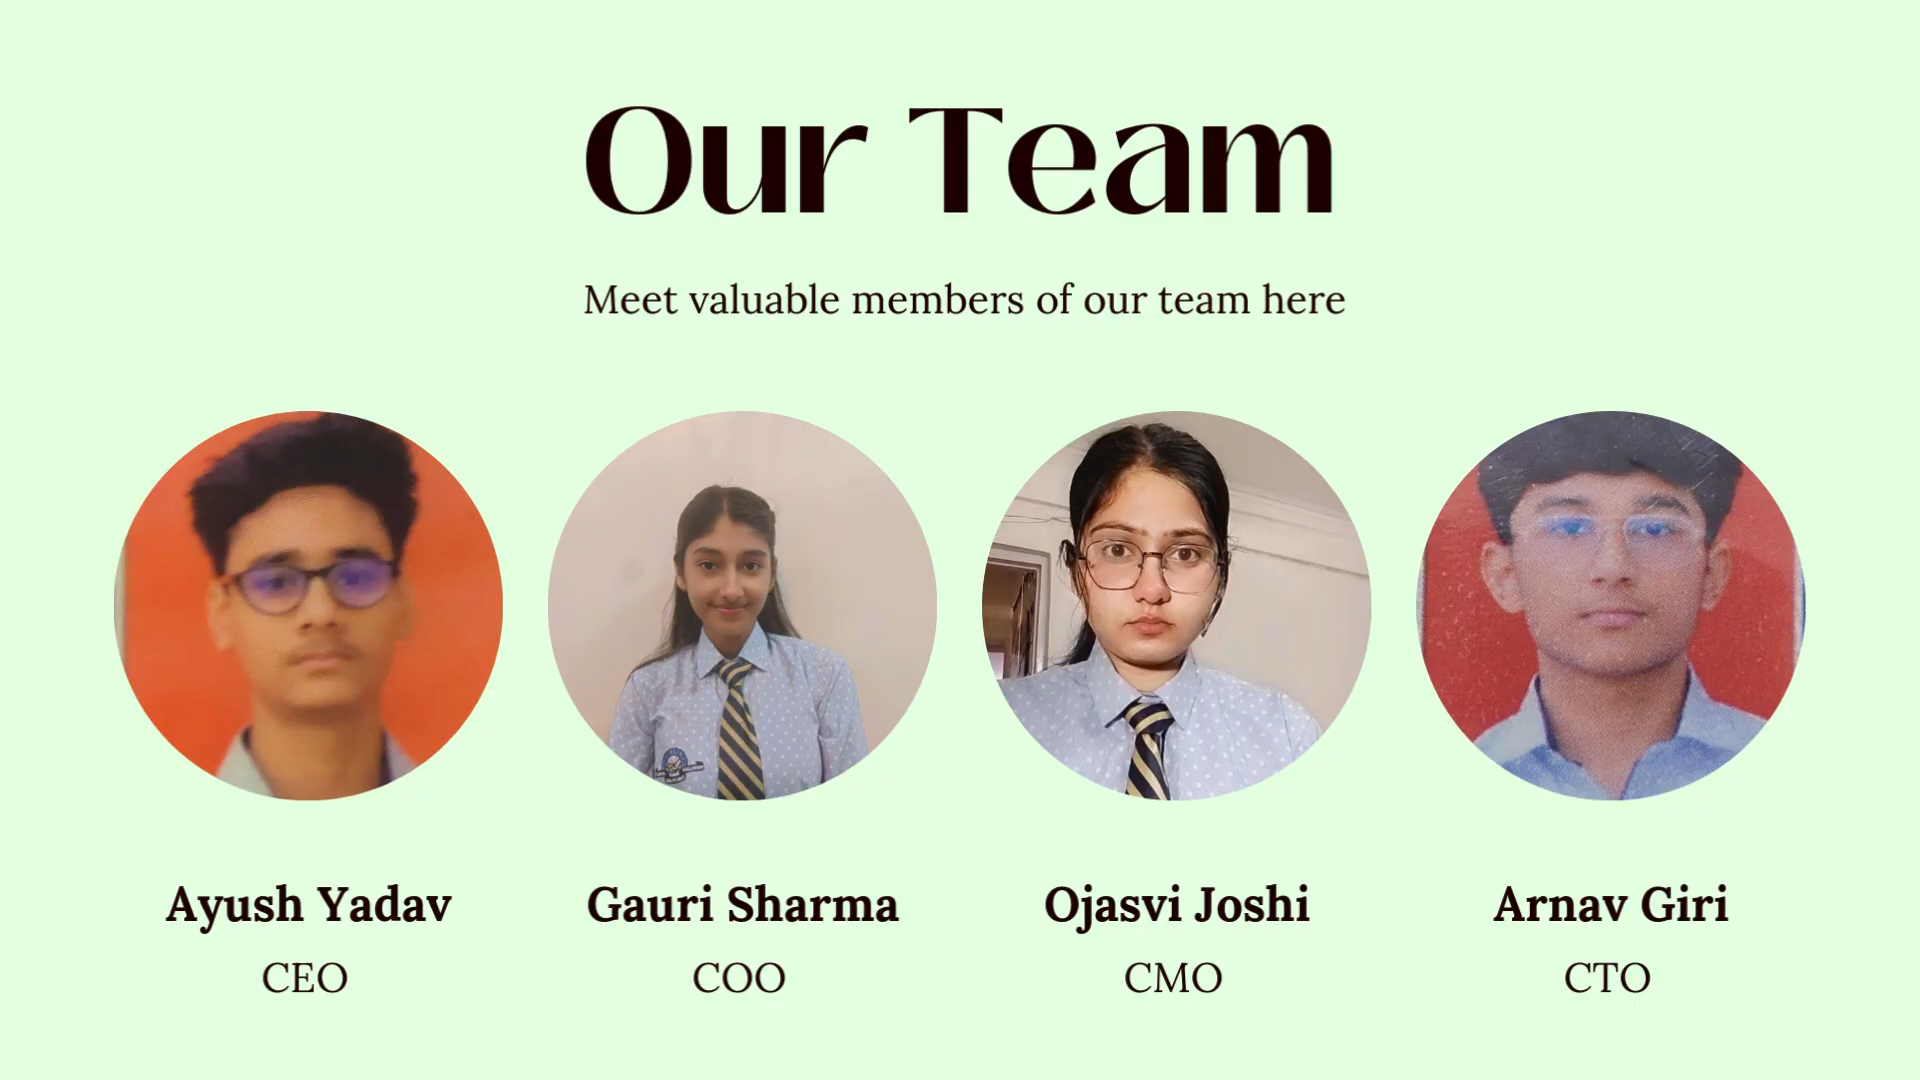 Our Team
Meet valuable members of our team here
Ayush Yadav
Gauri Sharma
Ojasvi Joshi
Arnav Giri
CEO
COO
CMO
CTO